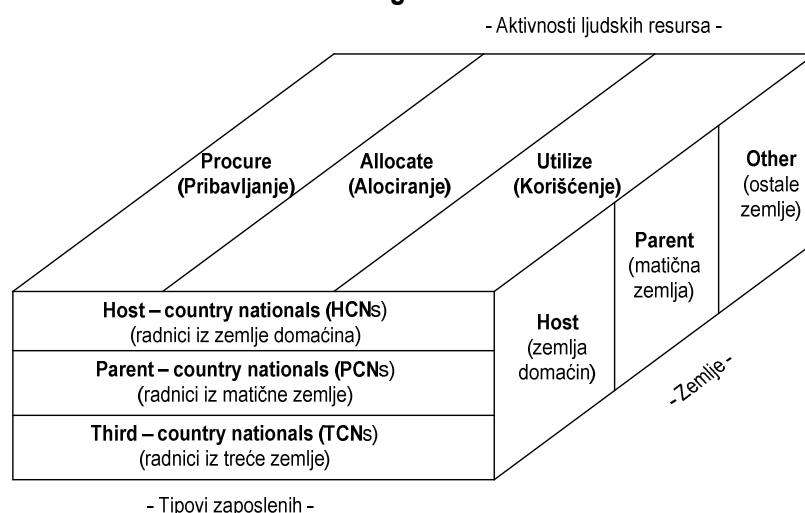 - Aktivnosti ljudskih resursa -
Procure
(Pribavljanje)
Allocate
(Alociranje)
Utilize
(Korišćenje)
Other
(ostale
zemlje)
Parent
(matična
zemlja)
Host
(zemlja
domaćin)
Host – country nationals (HCNs)
(radnici iz zemlje domaćina)
Parent – country nationals (PCNs)
(radnici iz matične zemlje)
Third – country nationals (TCNs)
(radnici iz treće zemlje)
- Zemlje -
- Tipovi zaposlenih -